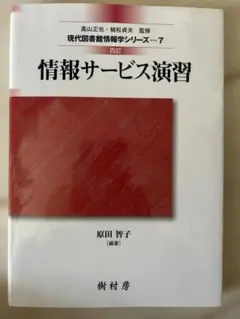 高山正也・植松貞夫　監修
現代図書館情報学シリーズ…7
四訂
情報サービス演習
原田 智子
[編著]
樹村房